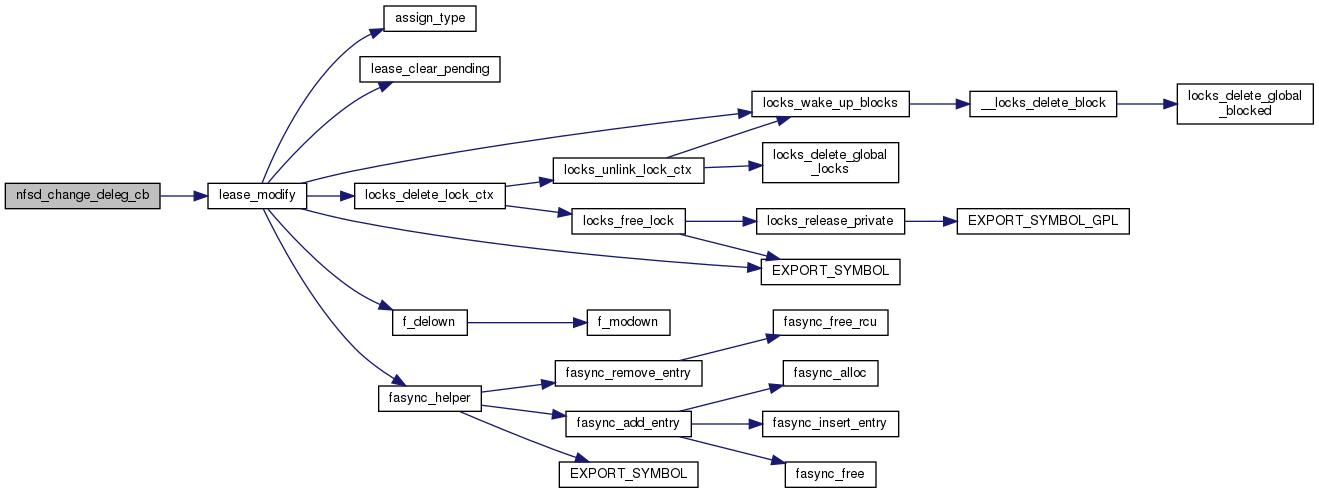 assign_type
lease_clear_pending
locks_wake_up_blocks
__locks_delete_block
locks_delete_global
_blocked
locks_unlink_lock_ctx
locks_delete_global
_locks
nfsd_change_deleg_cb
lease_modify
locks_delete_lock_ctx
locks_free_lock
locks_release_private
EXPORT_SYMBOL_GPL
EXPORT_SYMBOL
f_delown
f_modown
fasync_free_rcu
fasync_remove_entry
fasync_alloc
fasync_helper
fasync_add_entry
fasync_insert_entry
EXPORT_SYMBOL
fasync_free